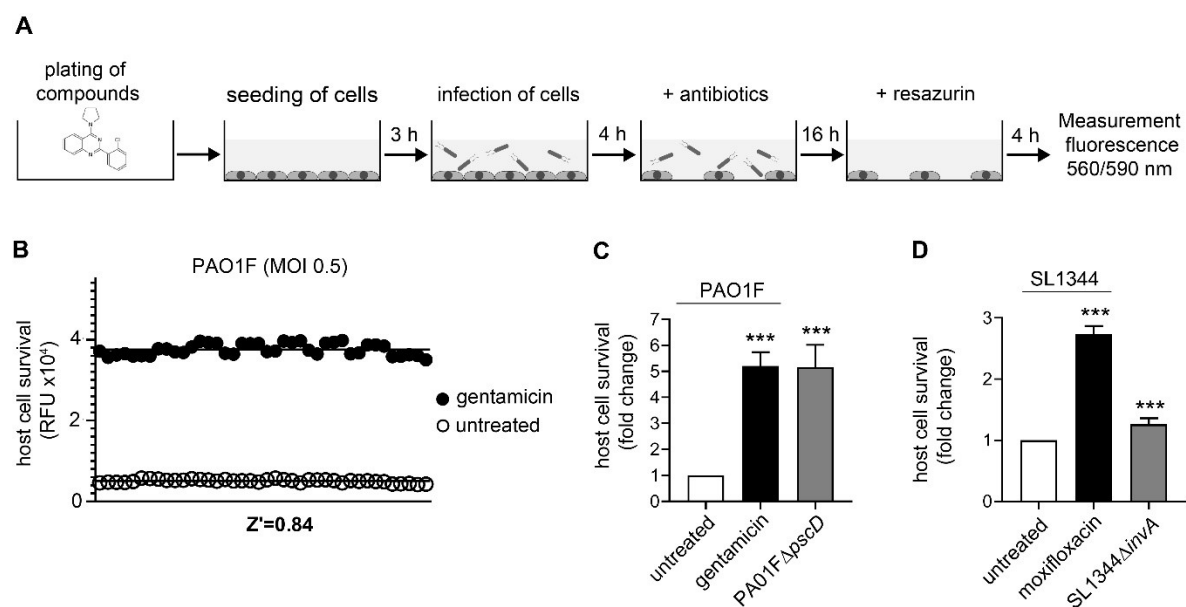 A
plating of
compounds
N
N
N
Cl
seeding of cells
3 h
infection of cells
4 h
+ antibiotics
16 h
+ resazurin
4 h
Measurement
fluorescence
560/590 nm
B
PAO1F (MOI 0.5)
host cell survival
(RFU x10⁴)
4
2
0
gentamicin
untreated
Z'=0.84
C
PAO1F
host cell survival
(fold change)
7
6
5
4
3
2
1
0
***
***
untreated
gentamicin
PA01FΔpscD
D
SL1344
host cell survival
(fold change)
3
2
1
0
***
***
untreated
moxifloxacin
SL1344ΔinvA